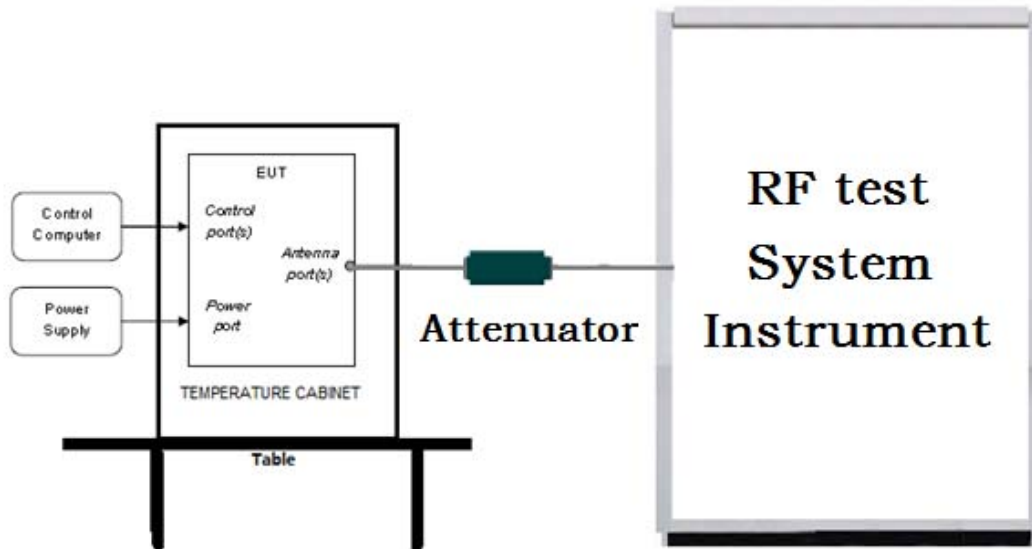 EUT
Control
Computer
Control
port(s)
Antenna
port(s)
Power
Supply
Power
port
TEMPERATURE CABINET
Table
Attenuator
RF test
System
Instrument